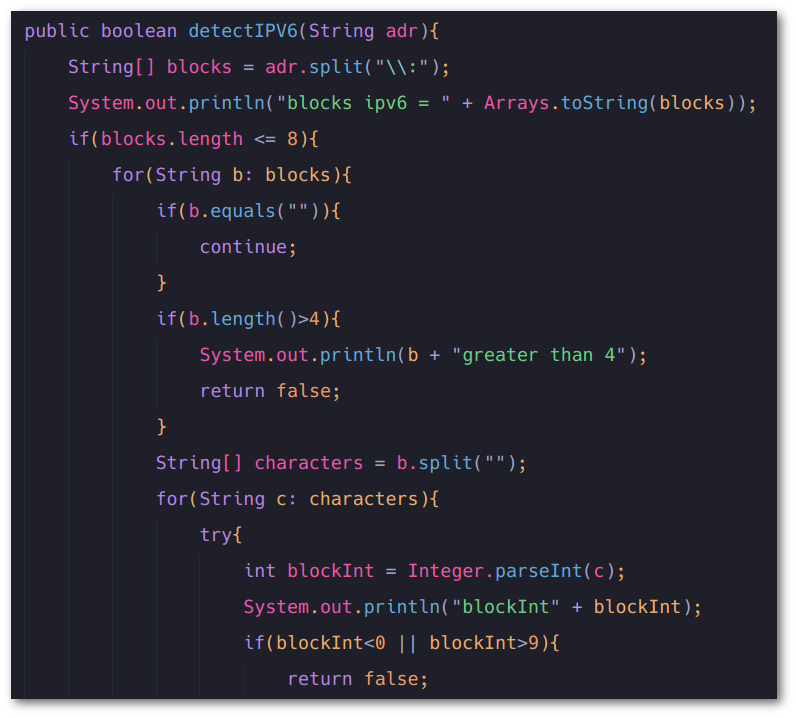 public boolean detectIPV6(String adr){
    String[] blocks = adr.split("\\:");
    System.out.println("blocks ipv6 = " + Arrays.toString(blocks));
    if(blocks.length <= 8){
        for(String b: blocks){
            if(b.equals("")){
                continue;
            }
            if(b.length()>4){
                System.out.println(b + "greater than 4");
                return false;
            }
            String[] characters = b.split("");
            for(String c: characters){
                try{
                    int blockInt = Integer.parseInt(c);
                    System.out.println("blockInt" + blockInt);
                    if(blockInt<0 || blockInt>9){
                        return false;